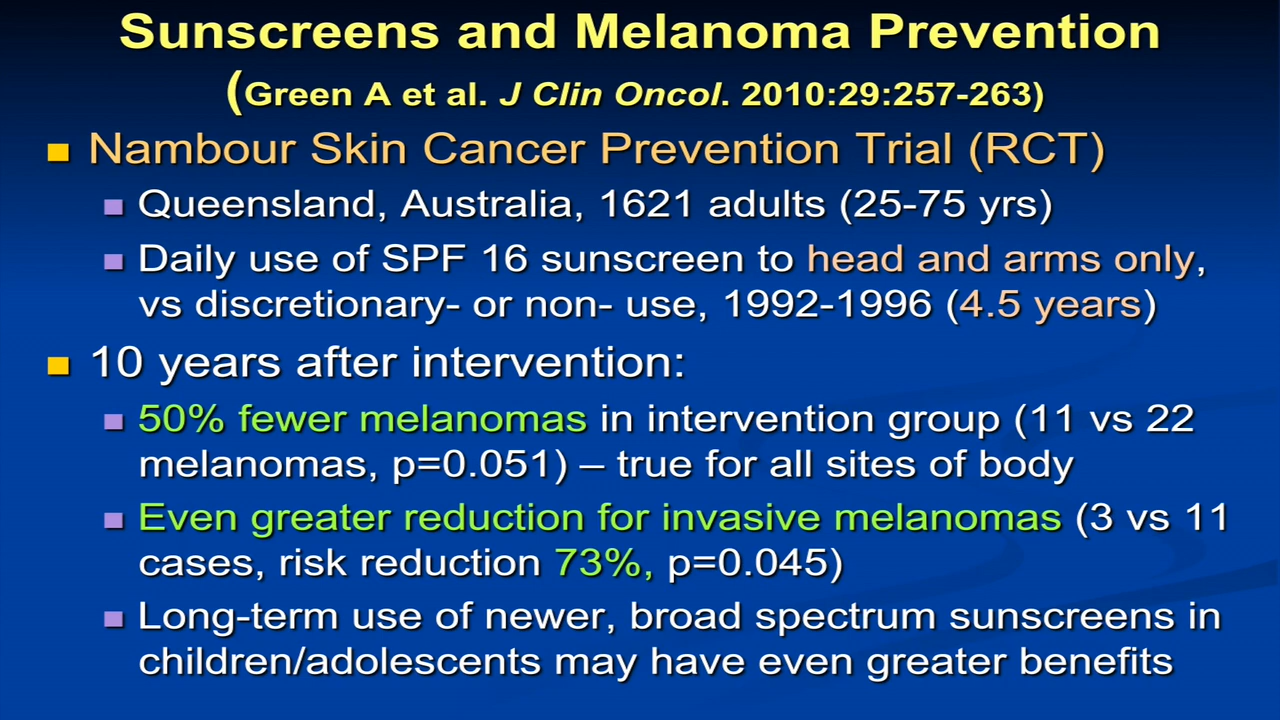 Sunscreens and Melanoma Prevention
(Green A et al. J Clin Oncol. 2010:29:257-263)
Nambour Skin Cancer Prevention Trial (RCT)
Queensland, Australia, 1621 adults (25-75 yrs)
Daily use of SPF 16 sunscreen to head and arms only,
vs discretionary- or non- use, 1992-1996 (4.5 years)
10 years after intervention:
50% fewer melanomas in intervention group (11 vs 22
melanomas, p=0.051) – true for all sites of body
Even greater reduction for invasive melanomas (3 vs 11
cases, risk reduction 73%, p=0.045)
Long-term use of newer, broad spectrum sunscreens in
children/adolescents may have even greater benefits